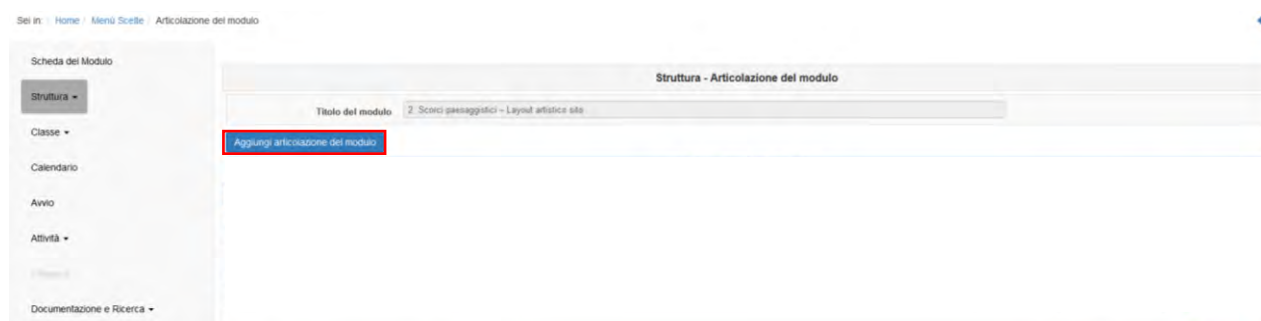 Sei in: Home Menù Scelte Articolazione del modulo
Scheda del Modulo
Struttura - Articolazione del modulo
Struttura
Titolo del modulo 2. Scorci paesaggistici – Layout artistico sito
Classe
Aggiungi articolazione del modulo
Calendario
Avvio
Attività
Documentazione e Ricerca